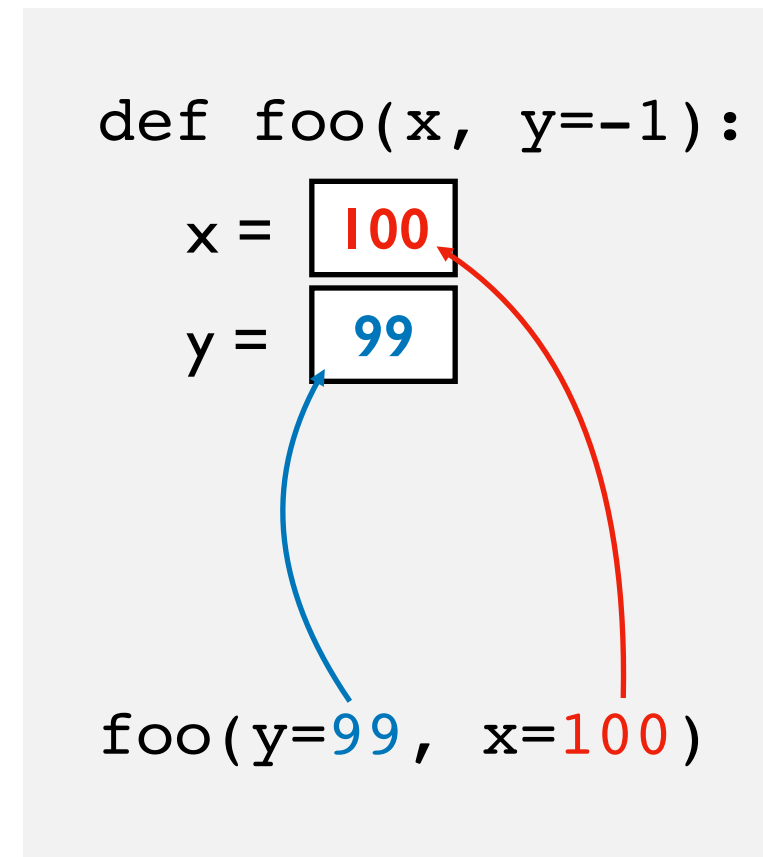 def foo(x, y=-1):
x = 100
y = 99
foo(y=99, x=100)